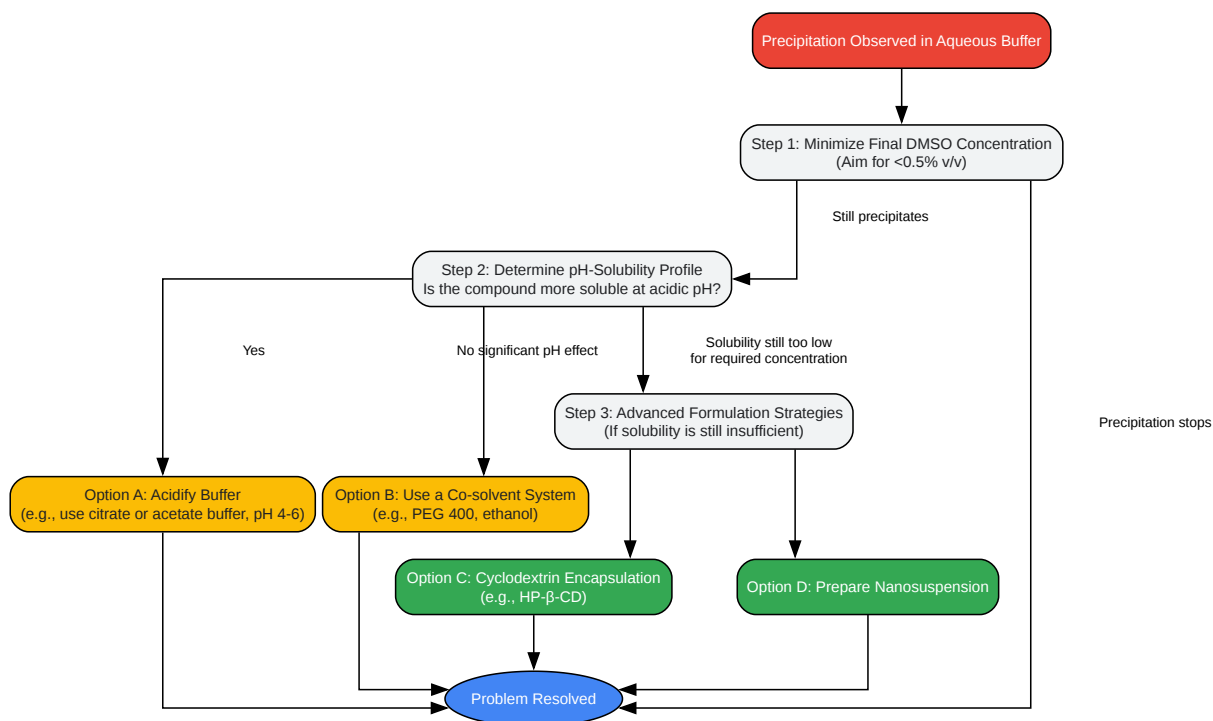 Precipitation Observed in Aqueous Buffer
Step 1: Minimize Final DMSO Concentration
(Aim for <0.5% v/v)
Still precipitates
Step 2: Determine pH-Solubility Profile
Is the compound more soluble at acidic pH?
Yes
No significant pH effect
Solubility still too low
for required concentration
Step 3: Advanced Formulation Strategies
(If solubility is still insufficient)
Precipitation stops
Option A: Acidify Buffer
(e.g., use citrate or acetate buffer, pH 4-6)
Option B: Use a Co-solvent System
(e.g., PEG 400, ethanol)
Option C: Cyclodextrin Encapsulation
(e.g., HP-β-CD)
Option D: Prepare Nanosuspension
Problem Resolved